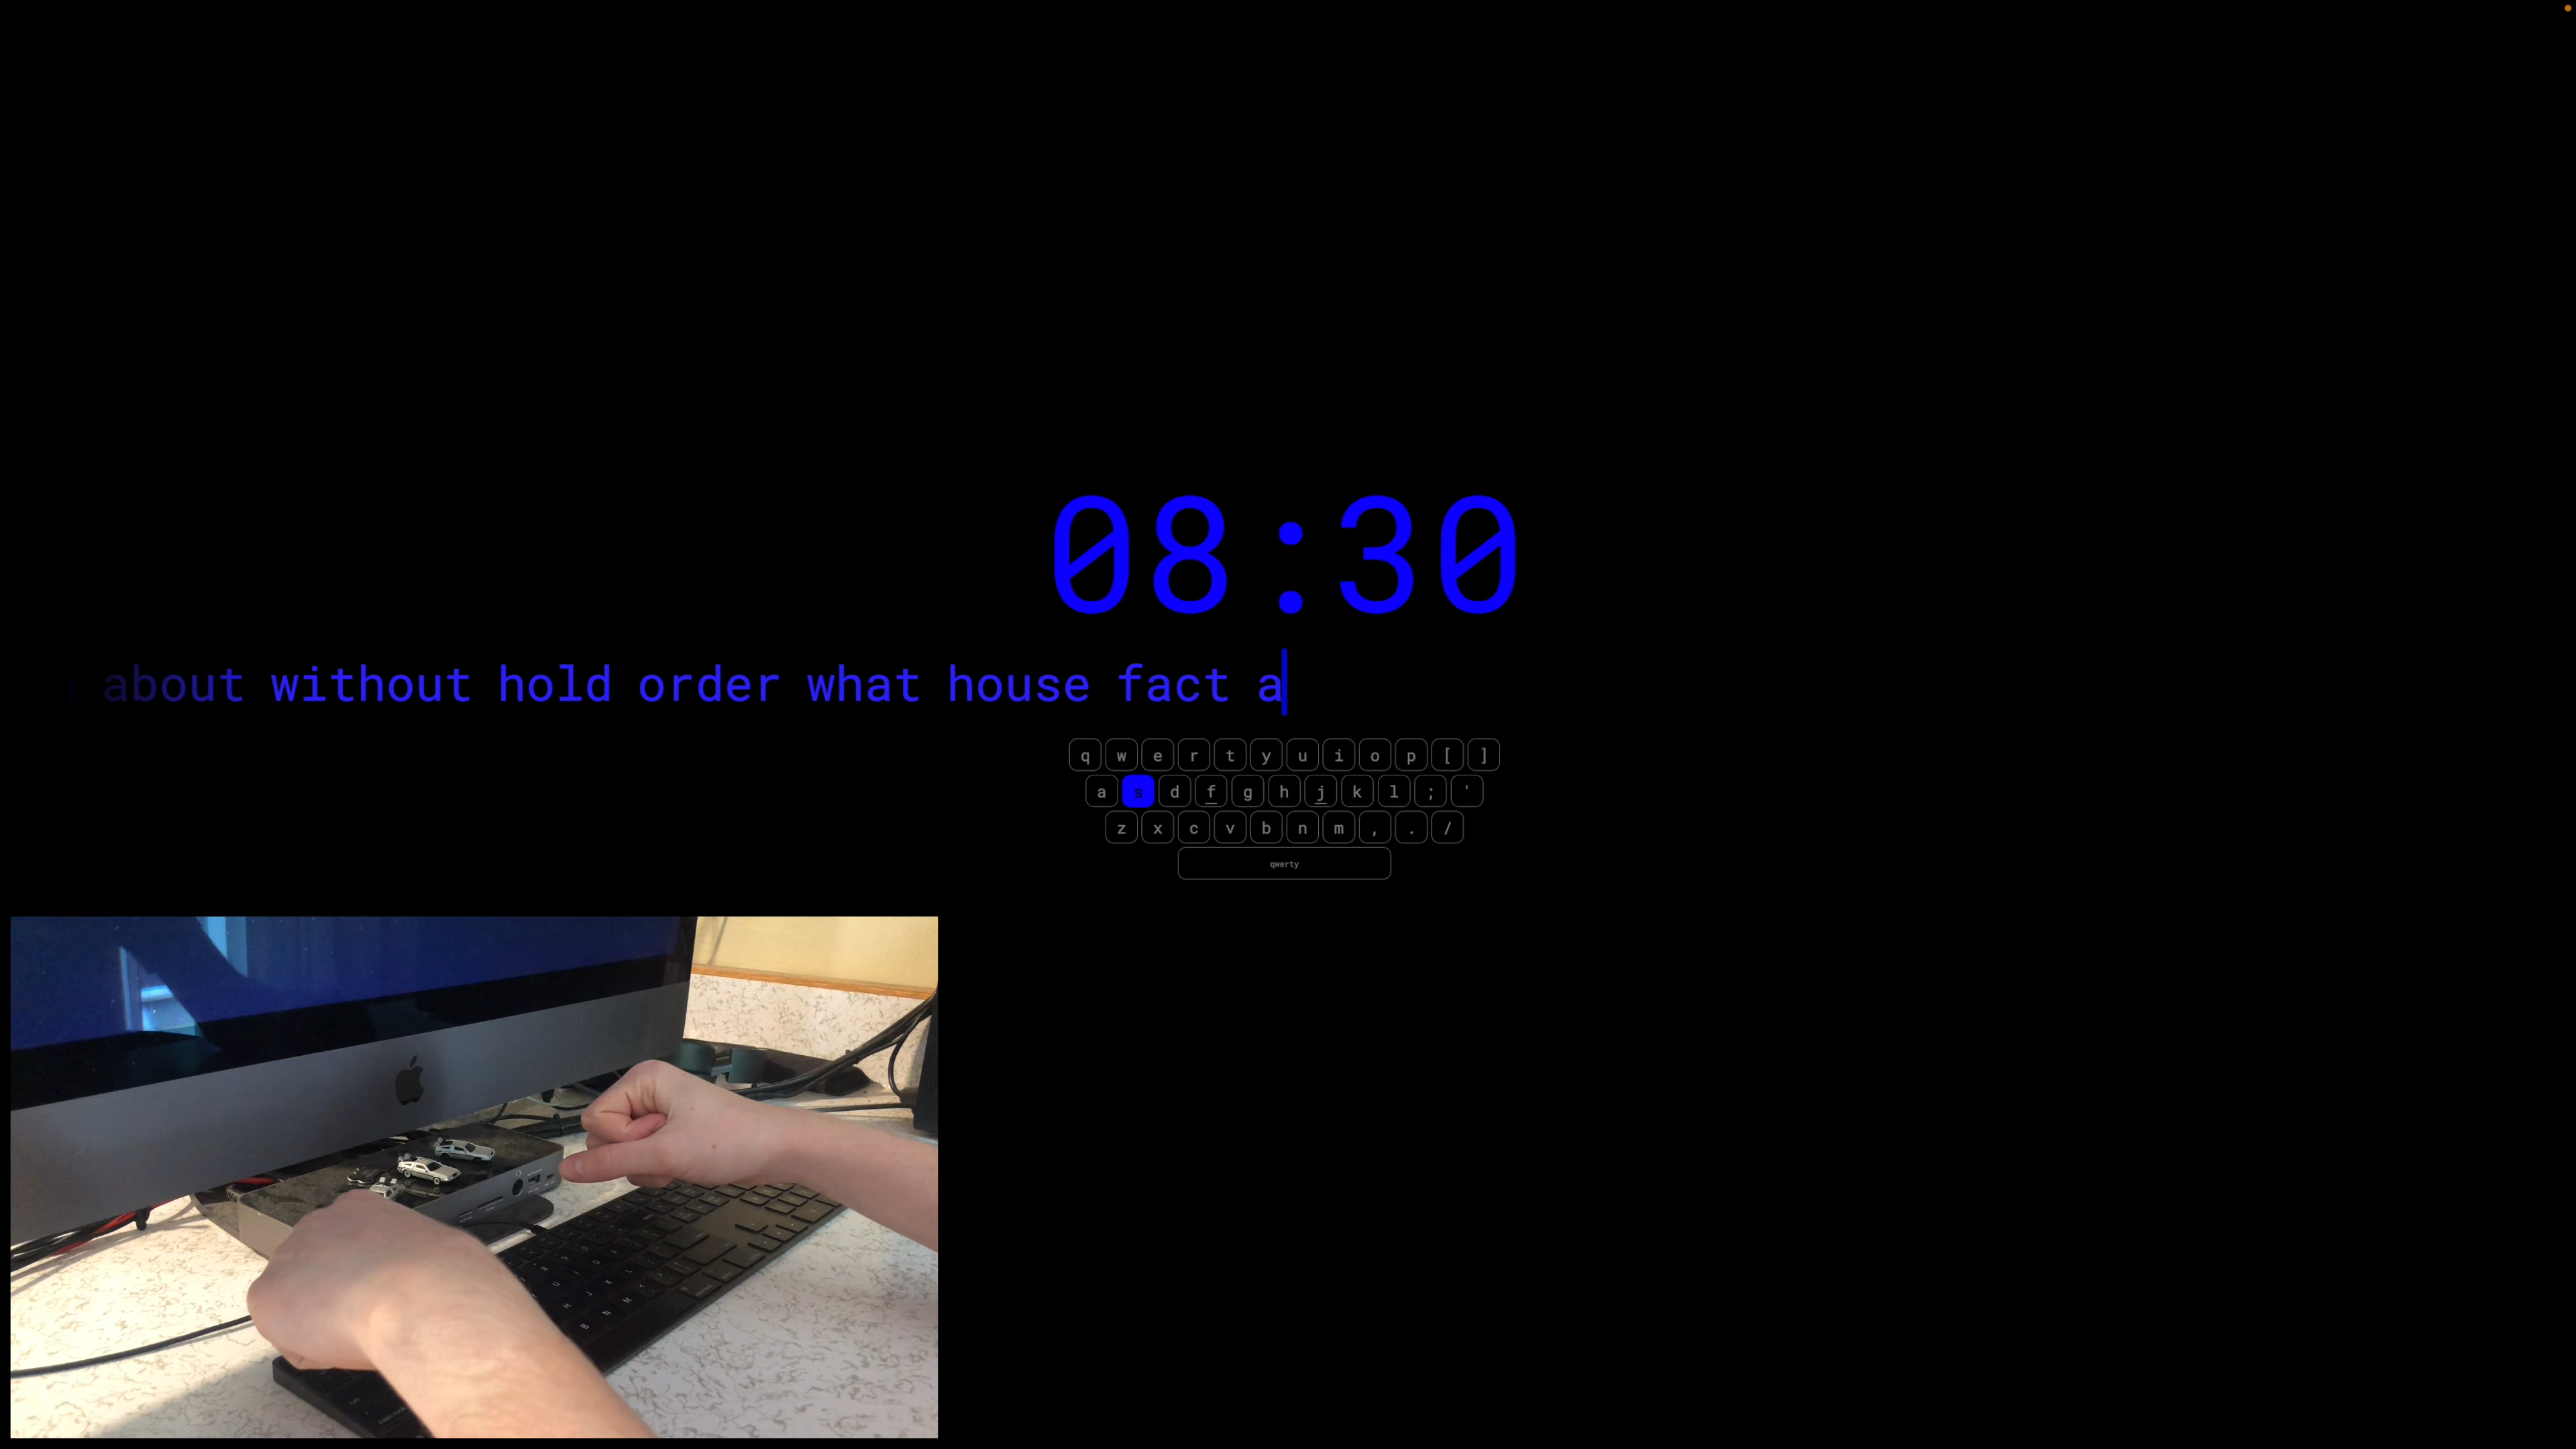 08:30
about without hold order what house fact a
q w e r t y u i o p [ ]
a s d f g h j k l ; '
z x c v b n m , . /
qwerty